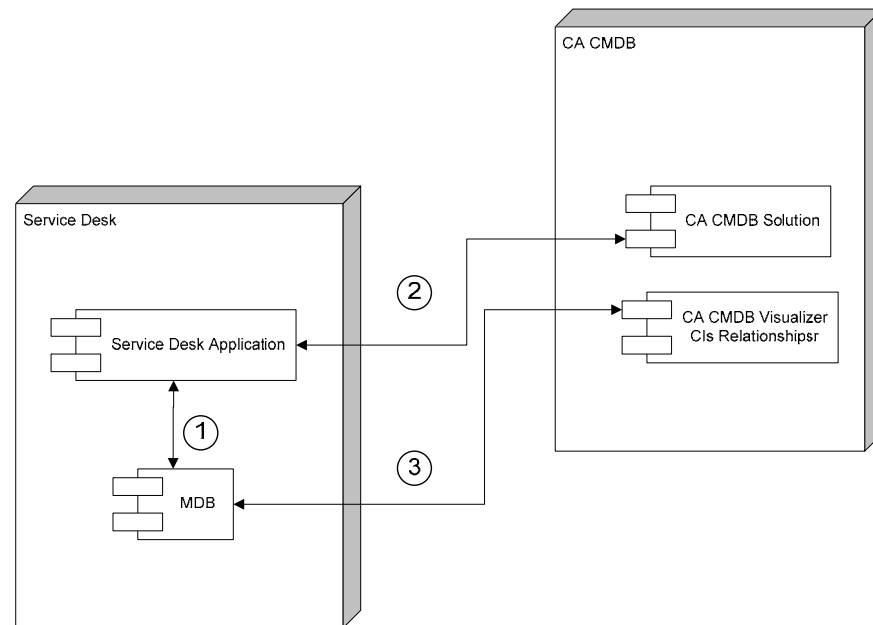 CA CMDB
CA CMDB Solution
Service Desk
2
CA CMDB Visualizer
CIs Relationshipsr
Service Desk Application
1
3
MDB